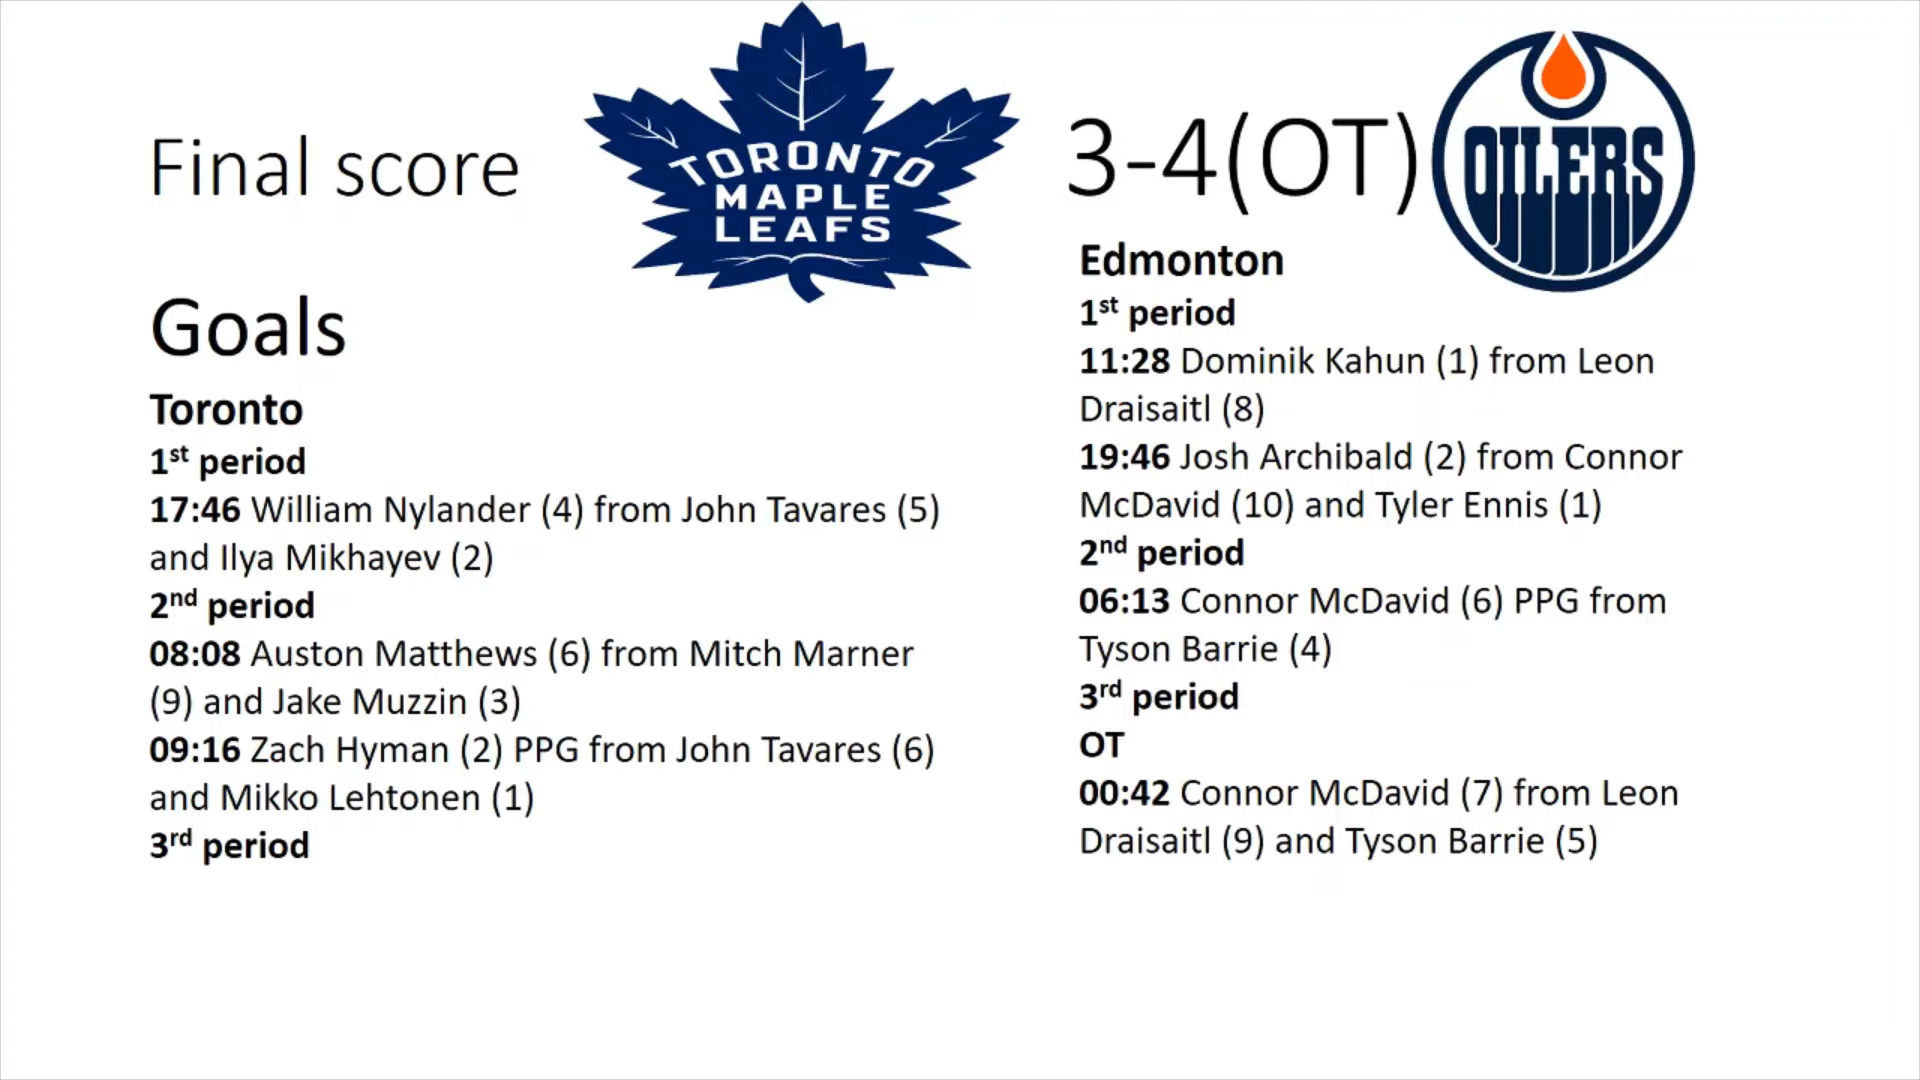 Final score
TORONTO
MAPLE
LEAFS
3-4(OT)
OILERS
Goals
Toronto
1st period
17:46 William Nylander (4) from John Tavares (5)
and Ilya Mikhayev (2)
2nd period
08:08 Auston Matthews (6) from Mitch Marner
(9) and Jake Muzzin (3)
09:16 Zach Hyman (2) PPG from John Tavares (6)
and Mikko Lehtonen (1)
3rd period
Edmonton
1st period
11:28 Dominik Kahun (1) from Leon
Draisaitl (8)
19:46 Josh Archibald (2) from Connor
McDavid (10) and Tyler Ennis (1)
2nd period
06:13 Connor McDavid (6) PPG from
Tyson Barrie (4)
3rd period
OT
00:42 Connor McDavid (7) from Leon
Draisaitl (9) and Tyson Barrie (5)